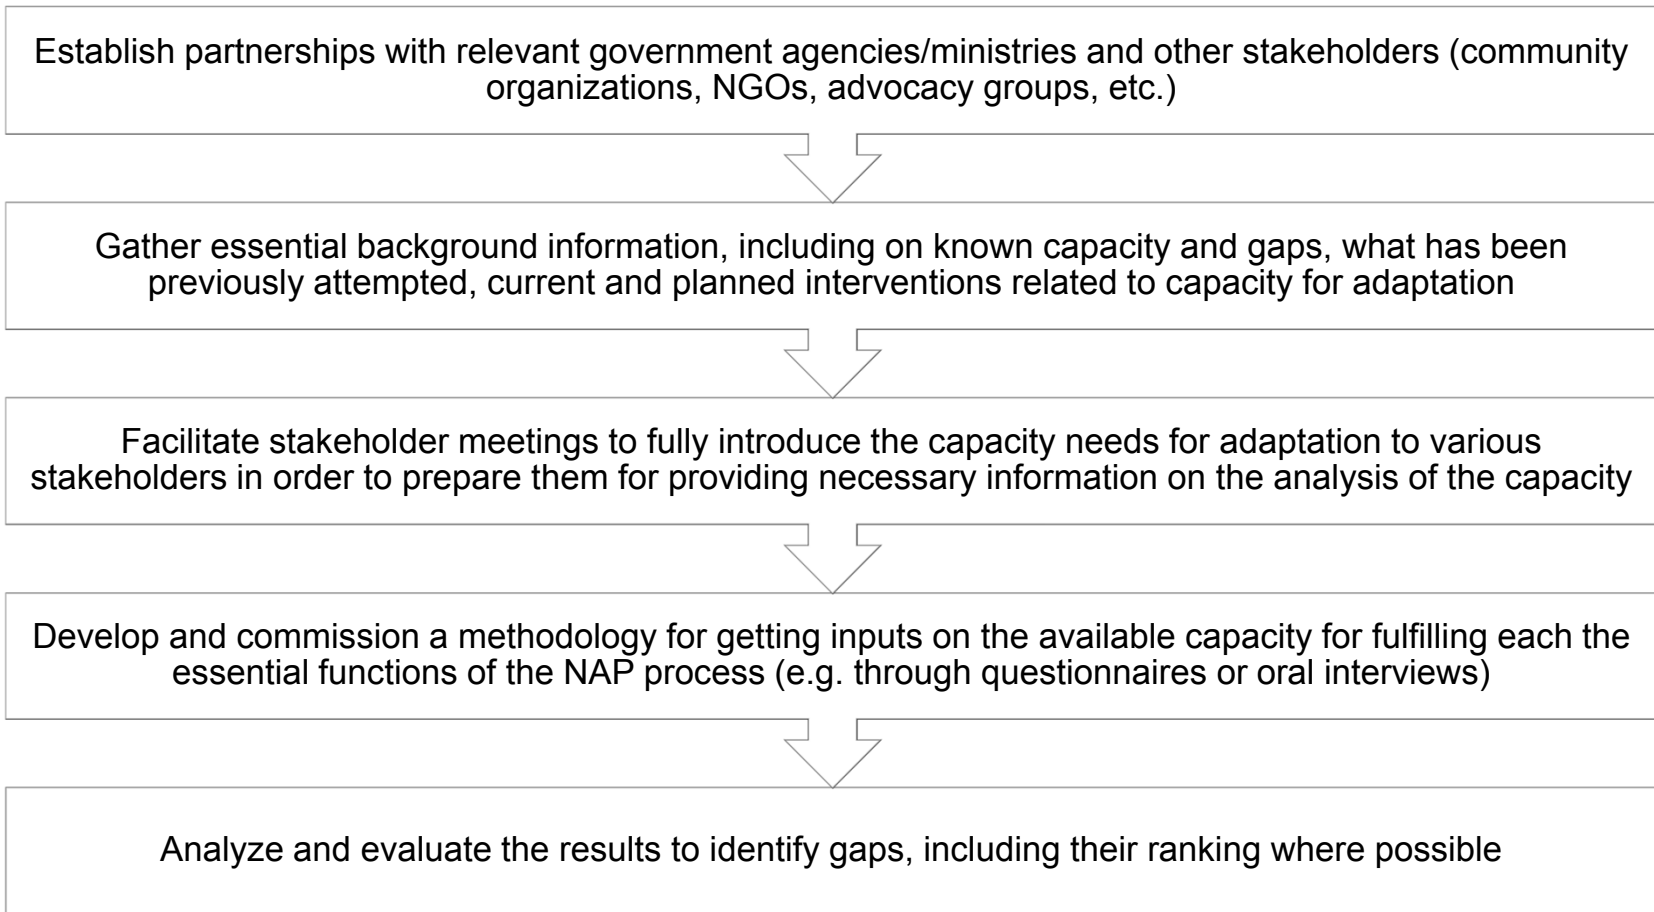 Establish partnerships with relevant government agencies/ministries and other stakeholders (community
organizations, NGOs, advocacy groups, etc.)
Gather essential background information, including on known capacity and gaps, what has been
previously attempted, current and planned interventions related to capacity for adaptation
Facilitate stakeholder meetings to fully introduce the capacity needs for adaptation to various
stakeholders in order to prepare them for providing necessary information on the analysis of the capacity
Develop and commission a methodology for getting inputs on the available capacity for fulfilling each the
essential functions of the NAP process (e.g. through questionnaires or oral interviews)
Analyze and evaluate the results to identify gaps, including their ranking where possible